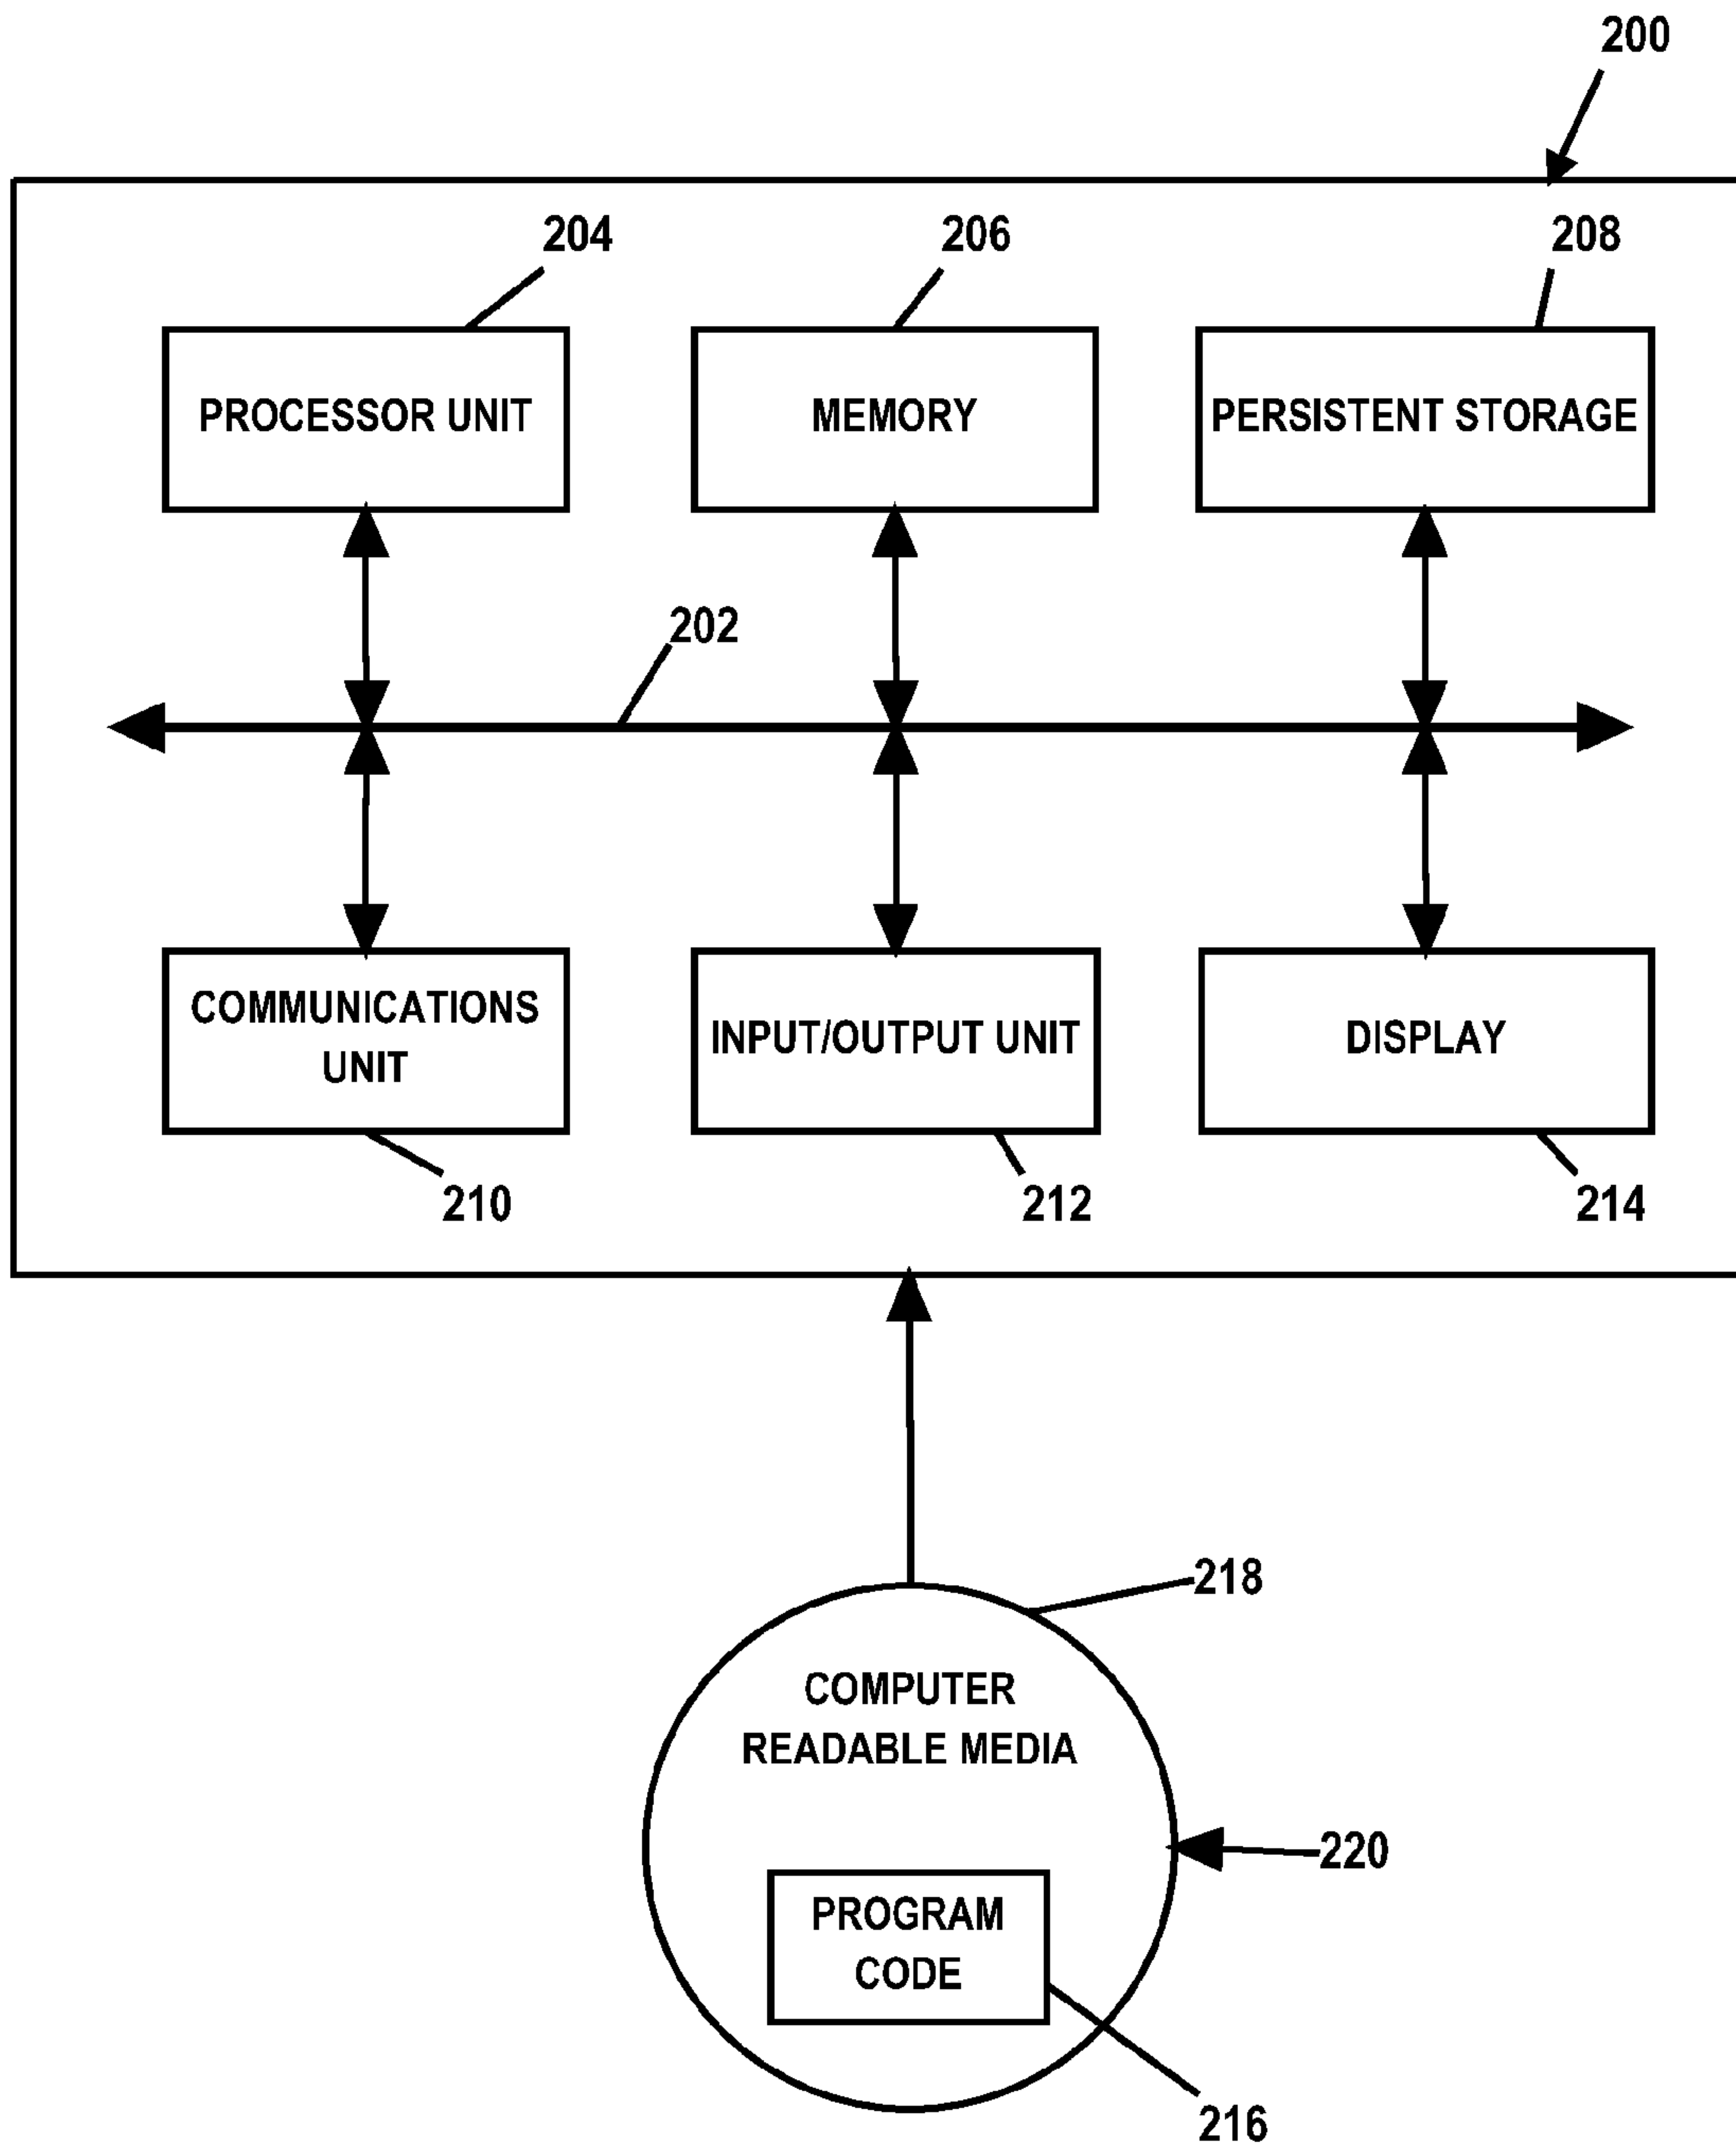 200
204
206
208
PROCESSOR UNIT
MEMORY
PERSISTENT STORAGE
202
COMMUNICATIONS
UNIT
INPUT/OUTPUT UNIT
DISPLAY
210
212
214
218
COMPUTER
READABLE MEDIA
220
PROGRAM
CODE
216